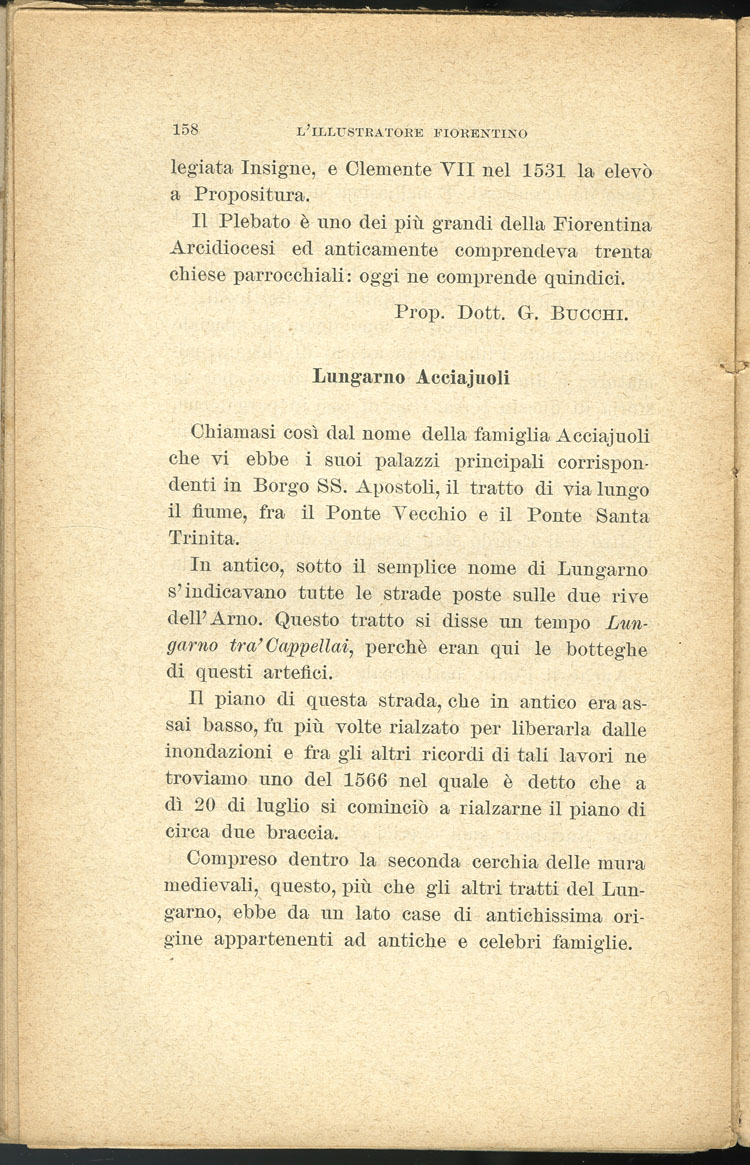 158 L'ILLUSTRATORE FIORENTINO
legiata Insigne, e Clemente VII nel 1531 la elevò
a Propositura.
Il Plebato è uno dei più grandi della Fiorentina
Arcidiocesi ed anticamente comprendeva trenta
chiese parrocchiali: oggi ne comprende quindici.
Prop. Dott. G. BUCCHI.
Lungarno Acciajuoli
Chiamasi così dal nome della famiglia Acciajuoli
che vi ebbe i suoi palazzi principali corrispon-
denti in Borgo SS. Apostoli, il tratto di via lungo
il fiume, fra il Ponte Vecchio e il Ponte Santa
Trinita.
In antico, sotto il semplice nome di Lungarno
s'indicavano tutte le strade poste sulle due rive
dell'Arno. Questo tratto si disse un tempo Lun-
garno tra' Cappellai, perchè eran qui le botteghe
di questi artefici.
Il piano di questa strada, che in antico era as-
sai basso, fu più volte rialzato per liberarla dalle
inondazioni e fra gli altri ricordi di tali lavori ne
troviamo uno del 1566 nel quale è detto che a
dì 20 di luglio si cominciò a rialzarne il piano di
circa due braccia.
Compreso dentro la seconda cerchia delle mura
medievali, questo, più che gli altri tratti del Lun-
garno, ebbe da un lato case di antichissima ori-
gine appartenenti ad antiche e celebri famiglie.